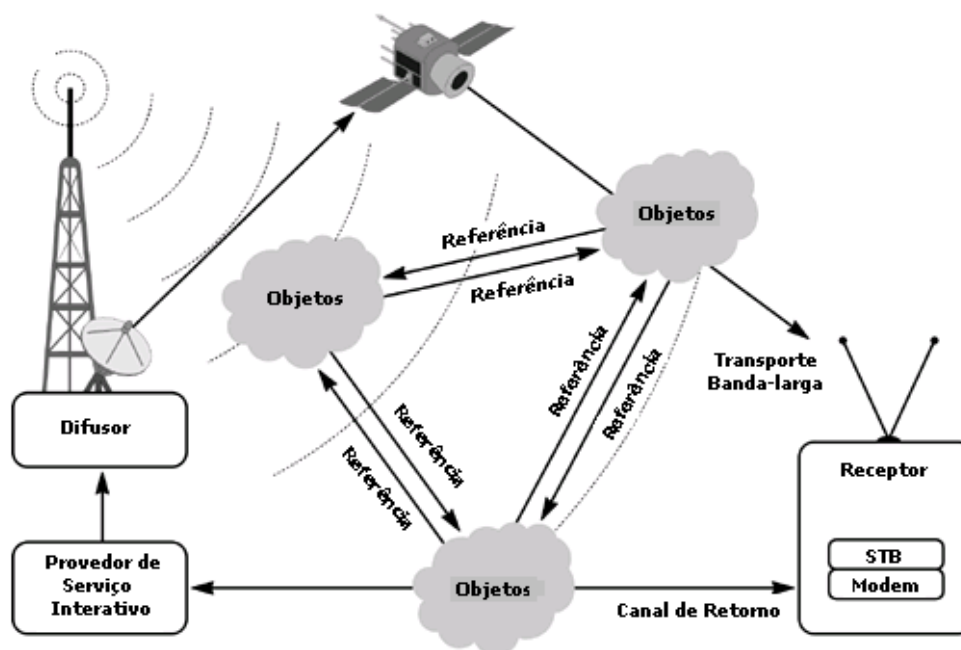 Objetos
Referência
Referência
Objetos
Transporte
Banda-larga
Referência
Referência
Referência
Referência
Difusor
Receptor
STB
Modem
Provedor de
Serviço
Interativo
Objetos
Canal de Retorno